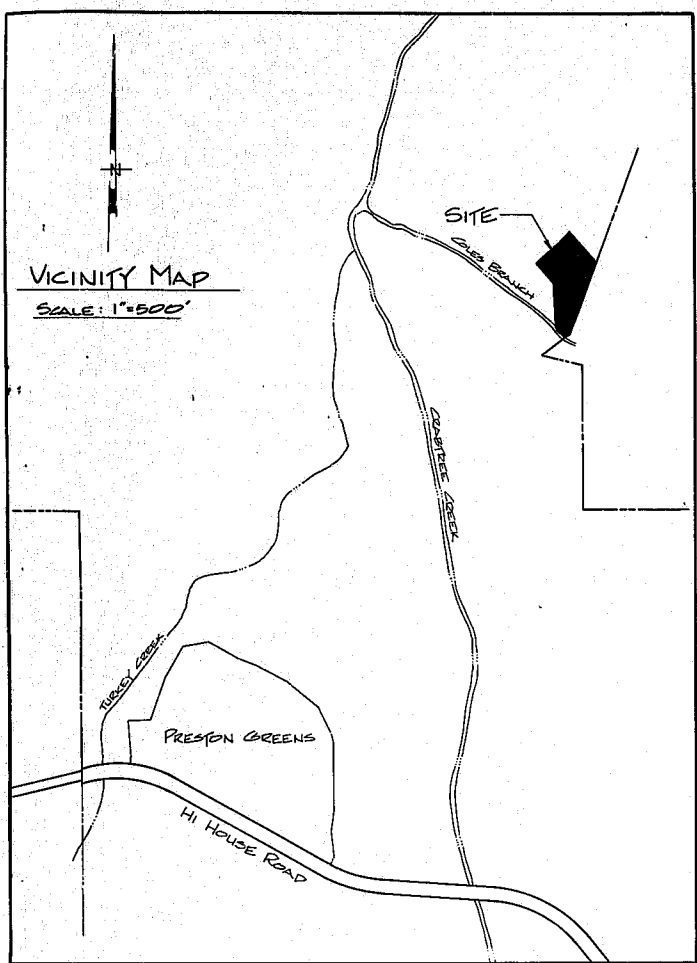 N
SITE
COLES BRANCH
VICINITY MAP
SCALE: 1"=500'
CRABTREE CREEK
TURKEY CREEK
PRESTON GREENS
HI HOUSE ROAD